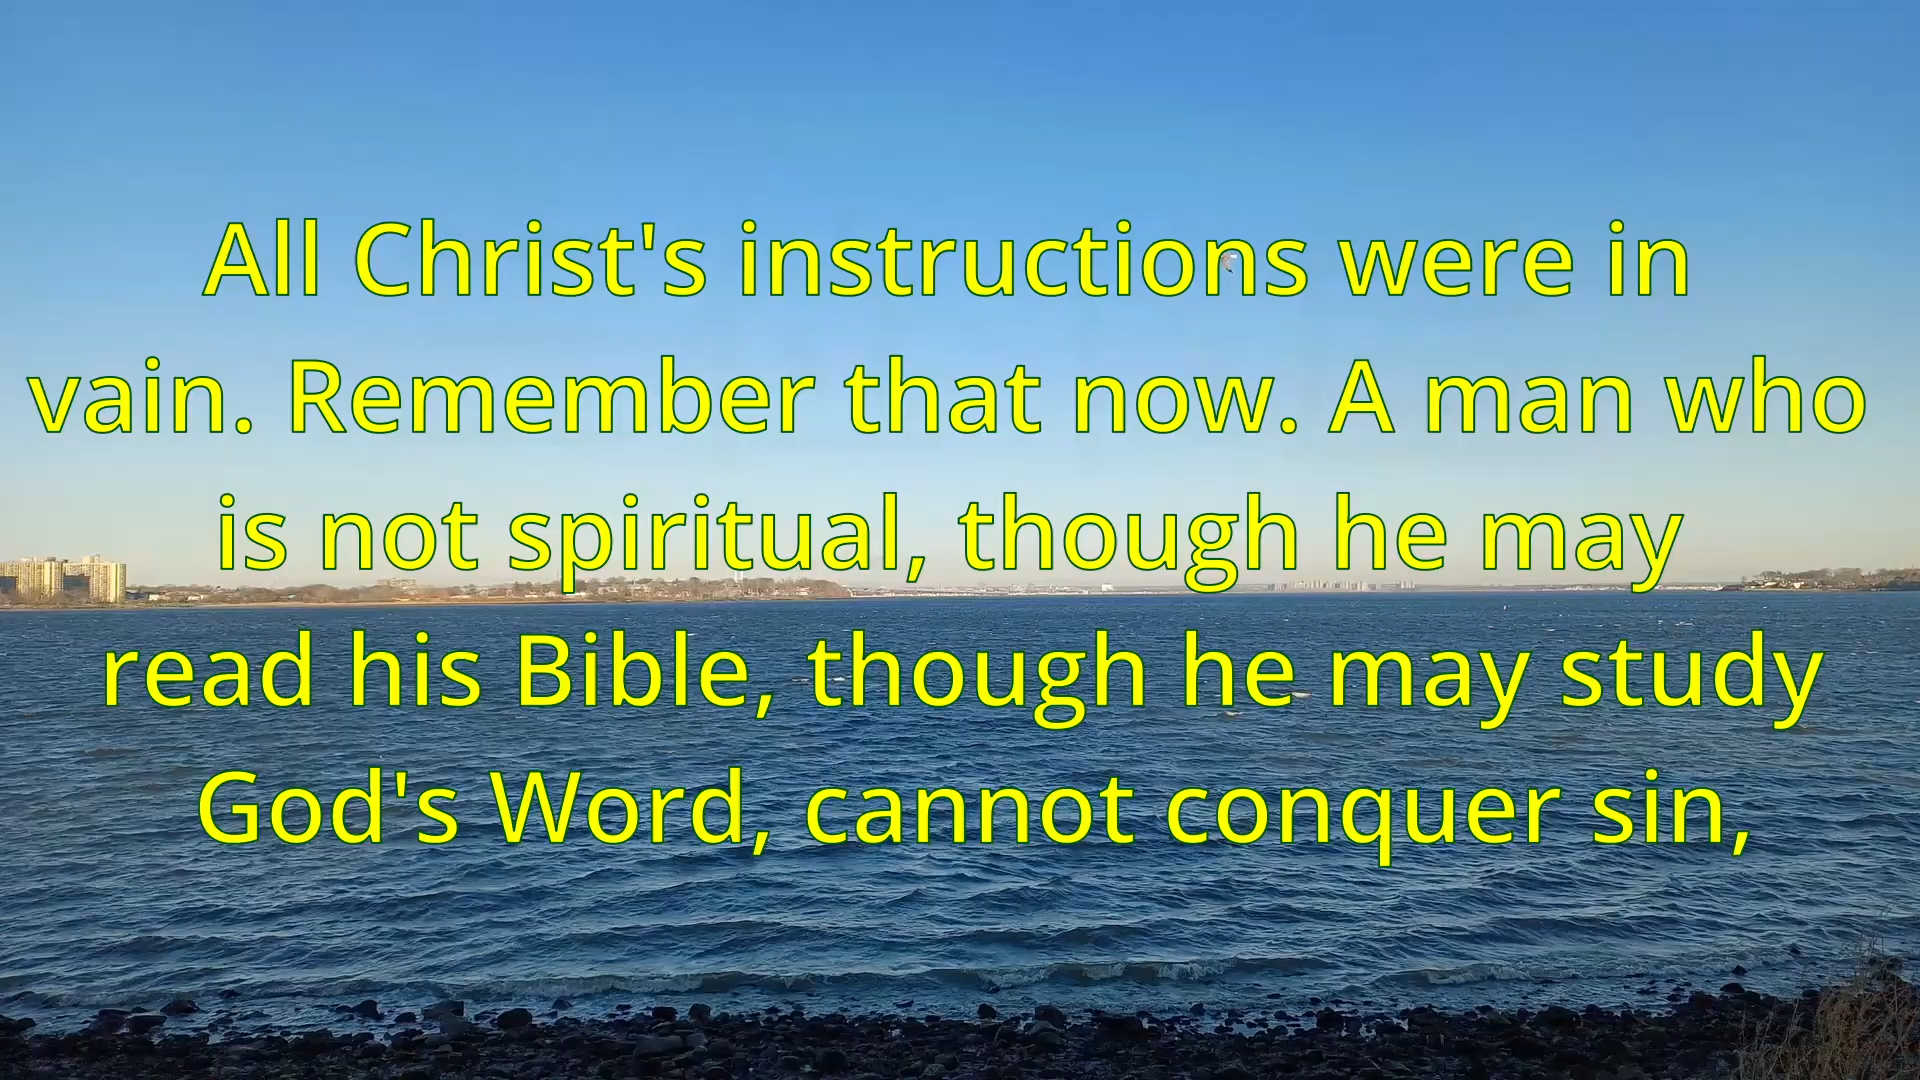 All Christ's instructions were in
vain. Remember that now. A man who
is not spiritual, though he may
read his Bible, though he may study
God's Word, cannot conquer sin,